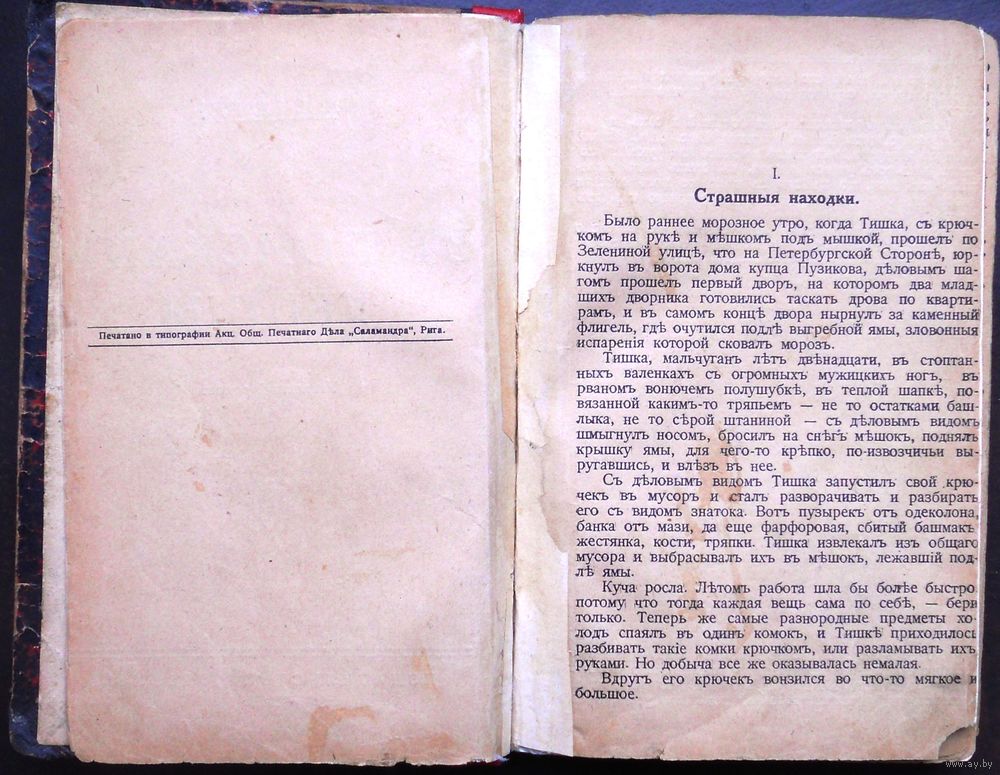 Печатано в типографии Акц. Общ. Печатнаго Дѣла „Саламандра“, Рига.
I.
Страшныя находки.
Было раннее морозное утро, когда Тишка, съ крюч-
комъ на рукѣ и мѣшкомъ подъ мышкой, прошелъ по
Зелениной улицѣ, что на Петербургской Сторонѣ, юр-
кнулъ въ ворота дома купца Пузикова, дѣловымъ ша-
гомъ прошелъ первый дворъ, на которомъ два млад-
шихъ дворника готовились таскать дрова по кварти-
рамъ, и въ самомъ концѣ двора нырнулъ за каменный
флигель, гдѣ очутился подлѣ выгребной ямы, зловонныя
испаренія которой сковалъ морозъ.
Тишка, мальчуганъ лѣтъ двѣнадцати, въ стоптан-
ныхъ валенкахъ съ огромныхъ мужицкихъ ногъ, въ
рваномъ вонючемъ полушубкѣ, въ теплой шапкѣ, по-
вязанной какимъ-то тряпьемъ — не то остатками баш-
лыка, не то сѣрой штаниной — съ дѣловымъ видомъ
шмыгнулъ носомъ, бросилъ на снѣгъ мѣшокъ, поднялъ
крышку ямы, для чего-то крѣпко, по-извозчичьи вы-
ругавшись, и влѣзъ въ нее.
Съ дѣловымъ видомъ Тишка запустилъ свой крю-
чекъ въ мусоръ и сталъ разворачивать и разбирать
его съ видомъ знатока. Вотъ пузырекъ отъ одеколона,
банка отъ мази, да еще фарфоровая, сбитый башмакъ
жестянка, кости, тряпки. Тишка извлекалъ изъ общаго
мусора и выбрасывалъ ихъ въ мѣшокъ, лежавшій под-
лѣ ямы.
Куча росла. Лѣтомъ работа шла бы болѣе быстро
потому что тогда каждая вещь сама по себѣ, — бери
только. Теперь же самые разнородные предметы хо-
лодъ спаялъ въ одинъ комокъ, и Тишкѣ приходилось
разбивать такіе комки крючкомъ, или разламывать ихъ
руками. Но добыча все же оказывалась немалая.
Вдругъ его крючекъ вонзился во что-то мягкое и
большое.
www.ay.by